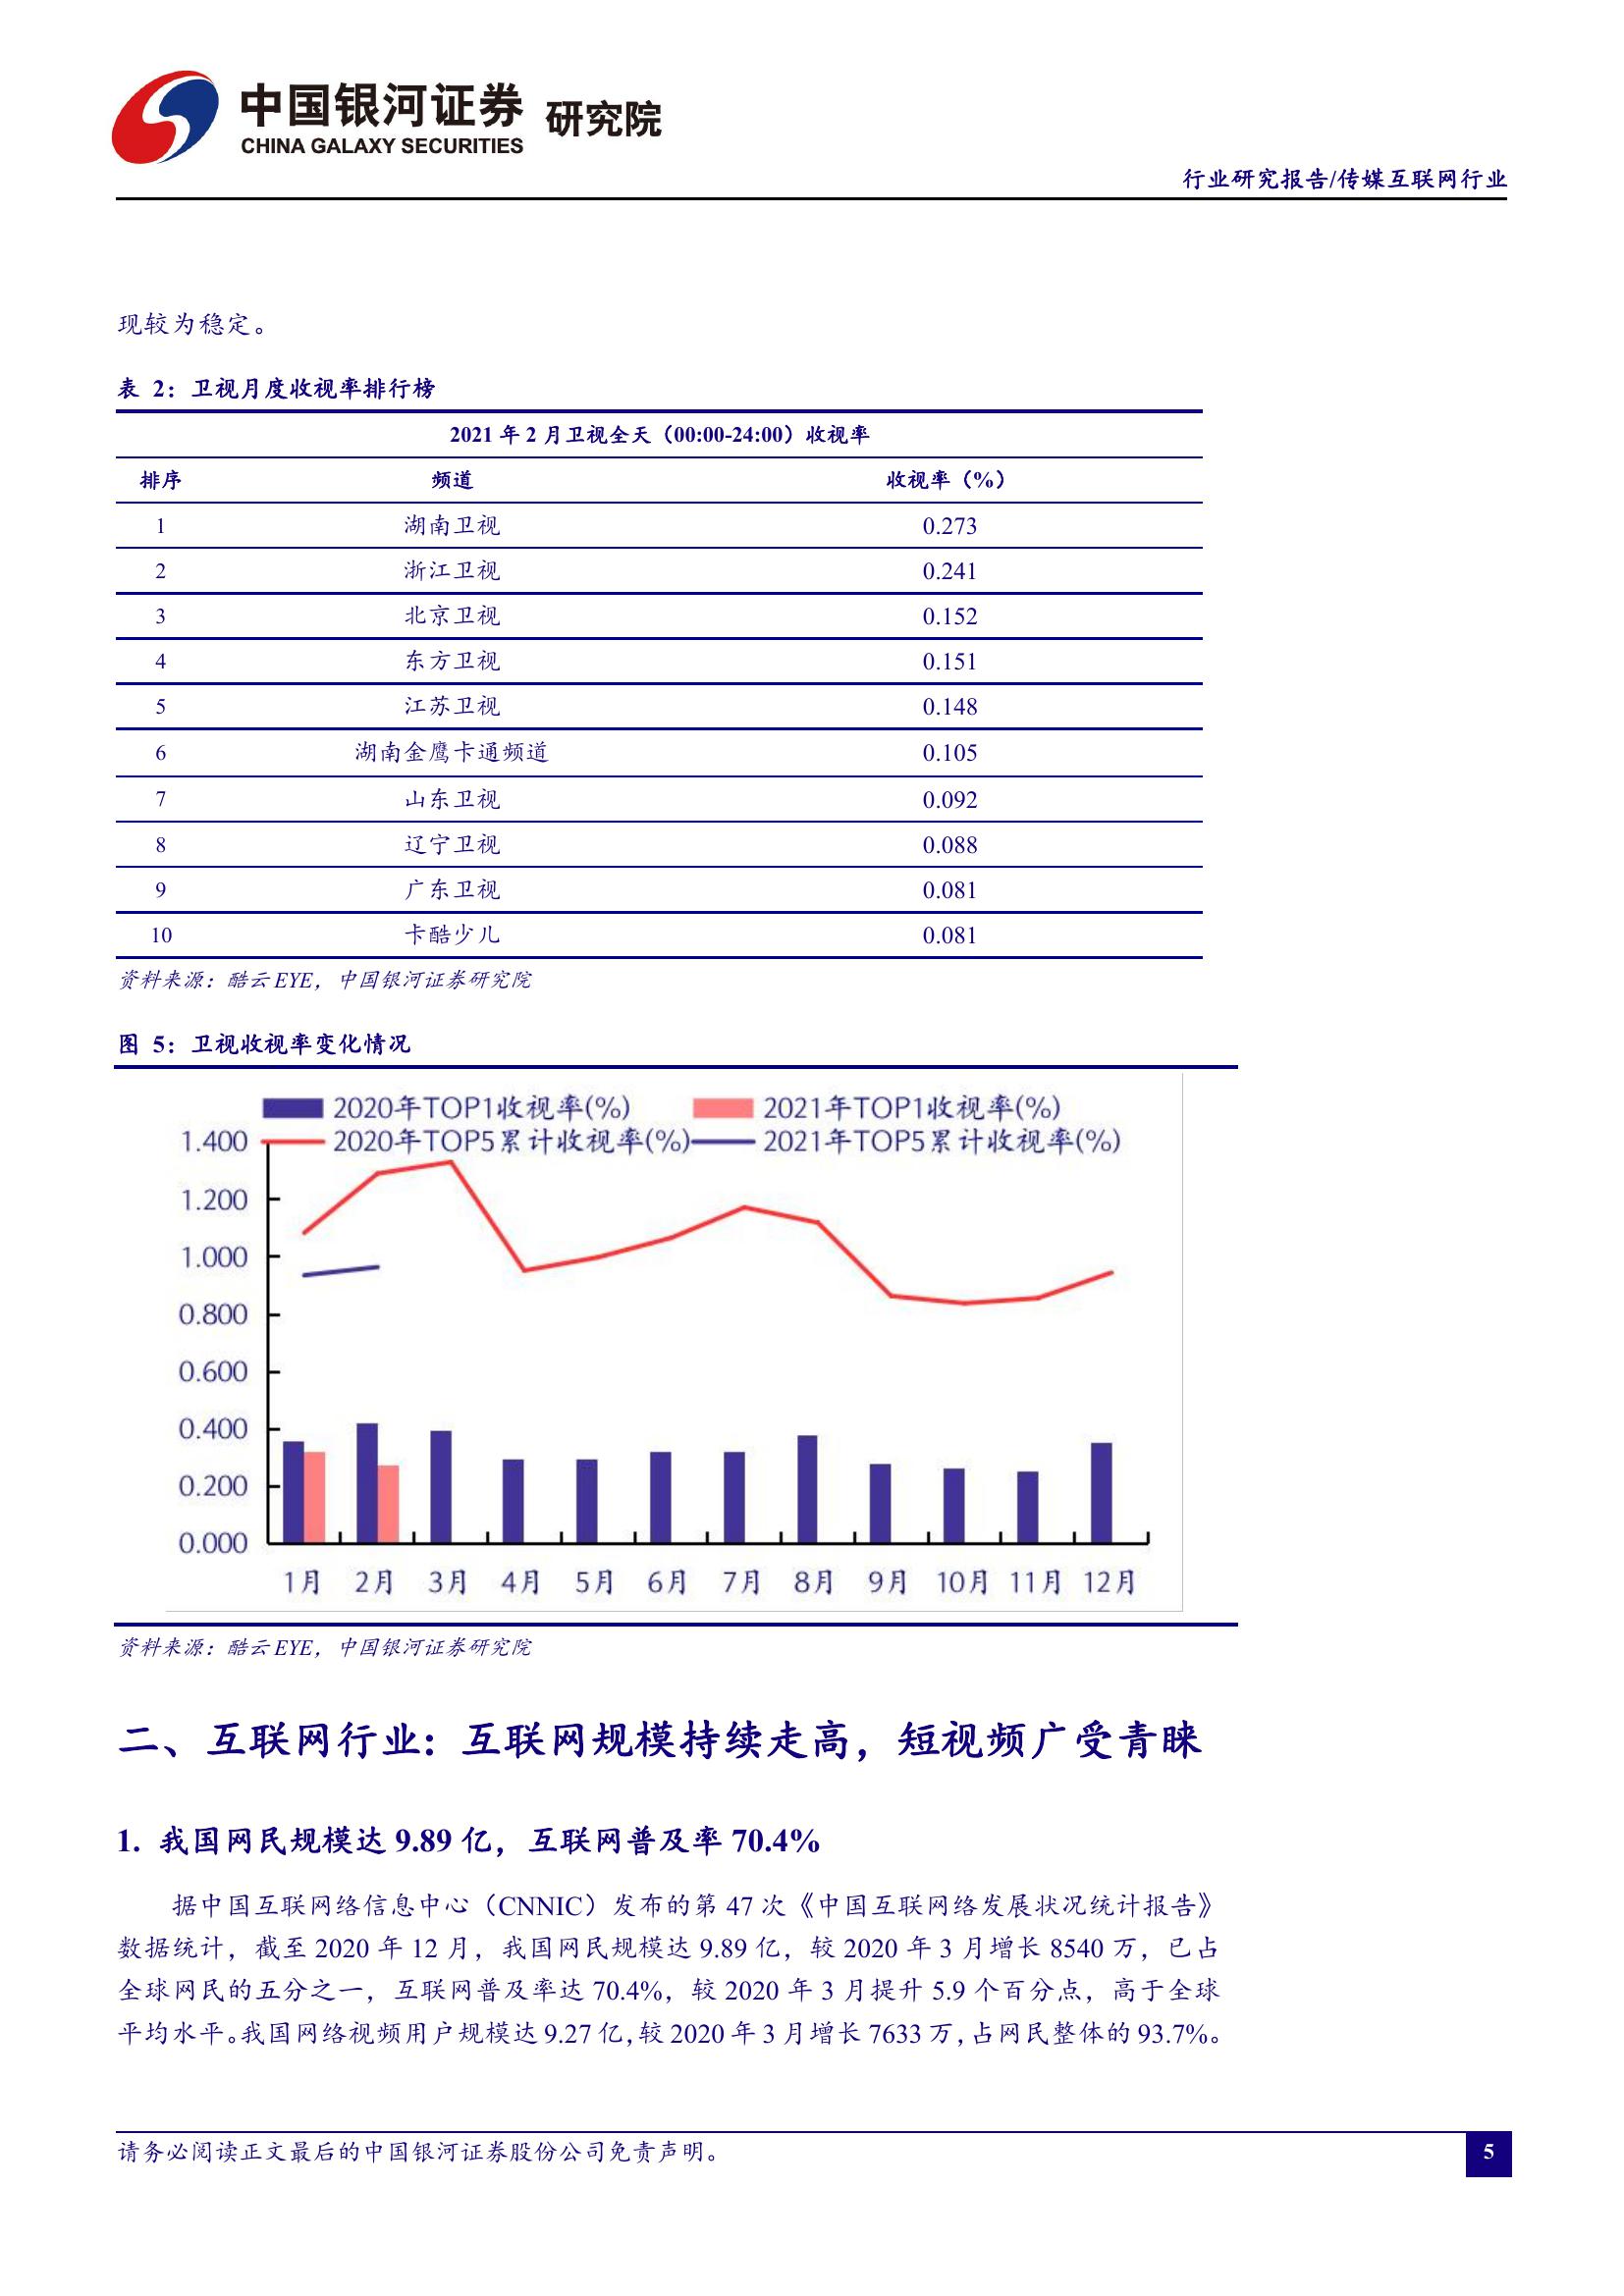 中国银河证券 研究院
CHINA GALAXY SECURITIES
行业研究报告/传媒互联网行业
现较为稳定。
表 2：卫视月度收视率排行榜
2021 年 2 月卫视全天（00:00-24:00）收视率
排序 频道 收视率（%）
1 湖南卫视 0.273
2 浙江卫视 0.241
3 北京卫视 0.152
4 东方卫视 0.151
5 江苏卫视 0.148
6 湖南金鹰卡通频道 0.105
7 山东卫视 0.092
8 辽宁卫视 0.088
9 广东卫视 0.081
10 卡酷少儿 0.081
资料来源：酷云 EYE，中国银河证券研究院
图 5：卫视收视率变化情况
2020年TOP1收视率(%) 2021年TOP1收视率(%)
2020年TOP5累计收视率(%) 2021年TOP5累计收视率(%)
1.400
1.200
1.000
0.800
0.600
0.400
0.200
0.000
1月 2月 3月 4月 5月 6月 7月 8月 9月 10月 11月 12月
资料来源：酷云 EYE，中国银河证券研究院
二、互联网行业：互联网规模持续走高，短视频广受青睐
1. 我国网民规模达 9.89 亿，互联网普及率 70.4%
据中国互联网络信息中心（CNNIC）发布的第 47 次《中国互联网络发展状况统计报告》
数据统计，截至 2020 年 12 月，我国网民规模达 9.89 亿，较 2020 年 3 月增长 8540 万，已占
全球网民的五分之一，互联网普及率达 70.4%，较 2020 年 3 月提升 5.9 个百分点，高于全球
平均水平。我国网络视频用户规模达 9.27 亿，较 2020 年 3 月增长 7633 万，占网民整体的 93.7%。
请务必阅读正文最后的中国银河证券股份公司免责声明。
5